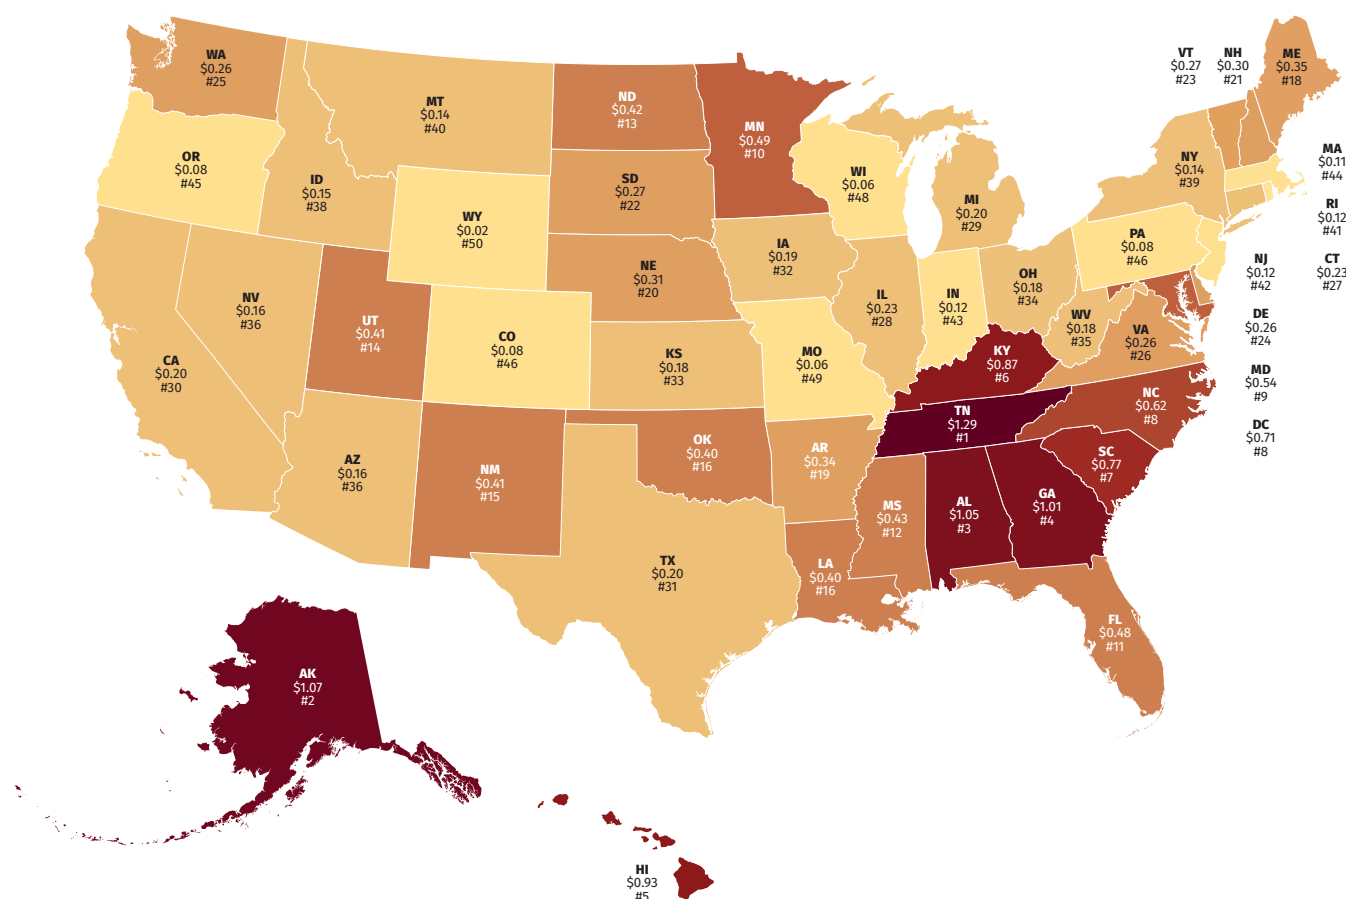 WA
$0.26
#25
MT
$0.14
#40
ND
$0.42
#13
MN
$0.49
#10
VT
$0.27
#23
NH
$0.30
#21
ME
$0.35
#18
OR
$0.08
#45
ID
$0.15
#38
WY
$0.02
#50
SD
$0.27
#22
WI
$0.06
#48
MI
$0.20
#29
NY
$0.14
#39
MA
$0.11
#44
RI
$0.12
#41
NV
$0.16
#36
UT
$0.41
#14
NE
$0.31
#20
IA
$0.19
#32
IL
$0.23
#28
IN
$0.12
#43
OH
$0.18
#34
PA
$0.08
#46
NJ
$0.12
#42
CT
$0.23
#27
CA
$0.20
#30
CO
$0.08
#46
KS
$0.18
#33
MO
$0.06
#49
KY
$0.87
#6
WV
$0.18
#35
VA
$0.26
#26
DE
$0.26
#24
MD
$0.54
#9
AZ
$0.16
#36
NM
$0.41
#15
OK
$0.40
#16
AR
$0.34
#19
TN
$1.29
#1
NC
$0.62
#8
SC
$0.77
#7
DC
$0.71
#8
TX
$0.20
#31
LA
$0.40
#16
MS
$0.43
#12
AL
$1.05
#3
GA
$1.01
#4
FL
$0.48
#11
AK
$1.07
#2
HI
$0.93
#5